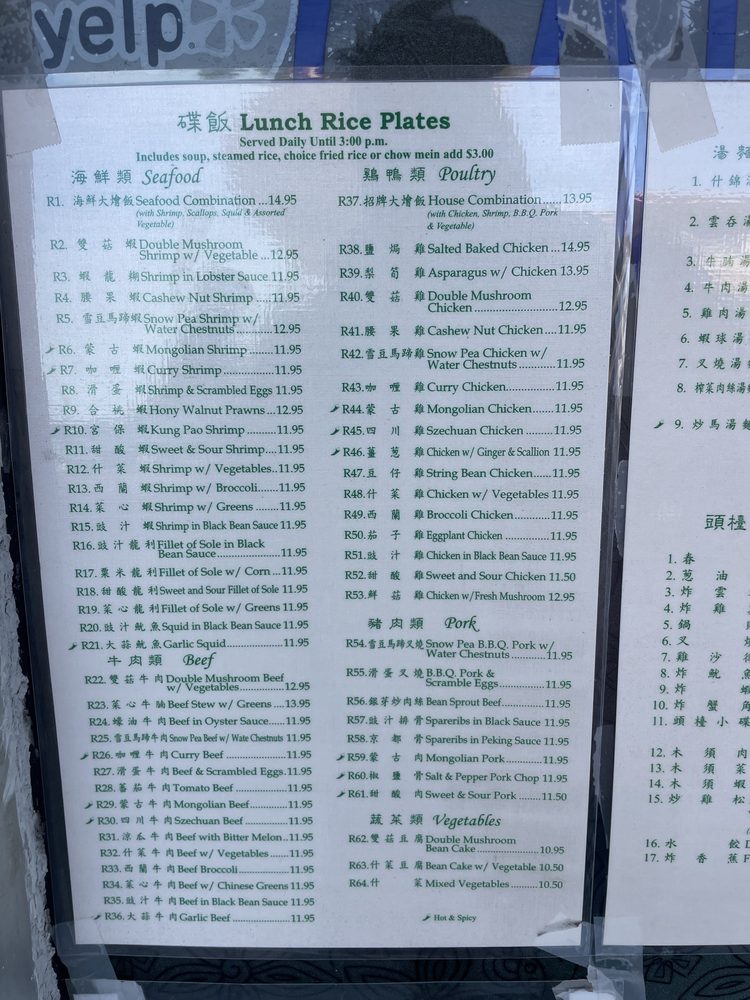 yelp
碟飯 Lunch Rice Plates
Served Daily Until 3:00 p.m.
Includes soup, steamed rice, choice fried rice or chow mein add $3.00
海鮮類 Seafood
R1. 海鮮大燴飯 Seafood Combination ...14.95
(with Shrimp, Scallops, Squid & Assorted
Vegetable)
R2. 雙菇蝦 Double Mushroom
Shrimp w/ Vegetable ...12.95
R3. 蝦龍糊 Shrimp in Lobster Sauce 11.95
R4. 腰果蝦 Cashew Nut Shrimp ....11.95
R5. 雪豆馬蹄蝦 Snow Pea Shrimp w/
Water Chestnuts ............12.95
R6. 蒙古蝦 Mongolian Shrimp .........11.95
R7. 咖喱蝦 Curry Shrimp ..............11.95
R8. 滑蛋蝦 Shrimp & Scrambled Eggs 11.95
R9. 合桃蝦 Hony Walnut Prawns ...12.95
R10. 宮保蝦 Kung Pao Shrimp ..........11.95
R11. 甜酸蝦 Sweet & Sour Shrimp....11.95
R12. 什菜蝦 Shrimp w/ Vegetables..11.95
R13. 西蘭蝦 Shrimp w/ Broccoli.......11.95
R14. 菜心蝦 Shrimp w/ Greens ........11.95
R15. 豉汁蝦 Shrimp in Black Bean Sauce 11.95
R16. 豉汁龍利 Fillet of Sole in Black
Bean Sauce......................11.95
R17. 粟米龍利 Fillet of Sole w/ Corn ...11.95
R18. 甜酸龍利 Sweet and Sour Fillet of Sole 11.95
R19. 菜心龍利 Fillet of Sole w/ Greens 11.95
R20. 豉汁魷魚 Squid in Black Bean Sauce 11.95
R21. 大蒜魷魚 Garlic Squid....................11.95
牛肉類 Beef
R22. 雙菇牛肉 Double Mushroom Beef
w/ Vegetables................12.95
R23. 菜心牛腩 Beef Stew w/ Greens ....13.95
R24. 蠔油牛肉 Beef in Oyster Sauce......11.95
R25. 雪豆馬蹄牛肉 Snow Pea Beef w/ Wate Chestnuts 11.95
R26. 咖喱牛肉 Curry Beef ......................11.95
R27. 滑蛋牛肉 Beef & Scrambled Eggs.11.95
R28. 蕃茄牛肉 Tomato Beef ..................11.95
R29. 蒙古牛肉 Mongolian Beef..............11.95
R30. 四川牛肉 Szechuan Beef ...............11.95
R31. 涼瓜牛肉 Beef with Bitter Melon..11.95
R32. 什菜牛肉 Beef w/ Vegetables .......11.95
R33. 西蘭牛肉 Beef Broccoli..................11.95
R34. 菜心牛肉 Beef w/ Chinese Greens 11.95
R35. 豉汁牛肉 Beef in Black Bean Sauce 11.95
R36. 大蒜牛肉 Garlic Beef .....................11.95
鷄鴨類 Poultry
R37. 招牌大燴飯 House Combination......13.95
(with Chicken, Shrimp, B.B.Q. Pork
& Vegetable)
R38. 鹽焗雞 Salted Baked Chicken ...14.95
R39. 梨筍雞 Asparagus w/ Chicken 13.95
R40. 雙菇雞 Double Mushroom
Chicken .......................12.95
R41. 腰果雞 Cashew Nut Chicken ....11.95
R42. 雪豆馬蹄雞 Snow Pea Chicken w/
Water Chestnuts ............11.95
R43. 咖喱雞 Curry Chicken..............11.95
R44. 蒙古雞 Mongolian Chicken.......11.95
R45. 四川雞 Szechuan Chicken .........11.95
R46. 薑蔥雞 Chicken w/ Ginger & Scallion 11.95
R47. 豆仔雞 String Bean Chicken......11.95
R48. 什菜雞 Chicken w/ Vegetables 11.95
R49. 西蘭雞 Broccoli Chicken............11.95
R50. 茄子雞 Eggplant Chicken ..............11.95
R51. 豉汁雞 Chicken in Black Bean Sauce 11.95
R52. 甜酸雞 Sweet and Sour Chicken 11.50
R53. 鮮菇雞 Chicken w/Fresh Mushroom 12.95
豬肉類 Pork
R54. 雪豆馬蹄叉燒 Snow Pea B.B.Q. Pork w/
Water Chestnuts ............11.95
R55. 滑蛋叉燒 B.B.Q. Pork &
Scramble Eggs...............11.95
R56. 銀芽炒肉絲 Bean Sprout Beef................11.95
R57. 豉汁排骨 Spareribs in Black Sauce 11.95
R58. 京都骨 Spareribs in Peking Sauce 11.95
R59. 蒙古肉 Mongolian Pork..............11.95
R60. 椒鹽骨 Salt & Pepper Pork Chop 11.95
R61. 甜酸肉 Sweet & Sour Pork ..........11.50
蔬菜類 Vegetables
R62. 雙菇豆腐 Double Mushroom
Bean Cake ......................10.95
R63. 什菜豆腐 Bean Cake w/ Vegetable 10.50
R64. 什菜 Mixed Vegetables ..........10.50
Hot & Spicy
湯麵
1. 什錦
2. 雲吞湯
3. 牛腩湯
4. 牛肉湯
5. 雞肉湯
6. 蝦球湯
7. 叉燒湯
8. 榨菜肉絲湯
9. 炒馬湯麵
頭檯
1. 春
2. 蔥油
3. 炸雲
4. 炸雞
5. 鍋
6. 叉
7. 雞沙
8. 炸魷魚
9. 炸蝦
10. 炸蟹角
11. 頭檯小碟
12. 木須肉
13. 木須菜
14. 木須蝦
15. 炒雞松
16. 水餃
17. 炸香蕉